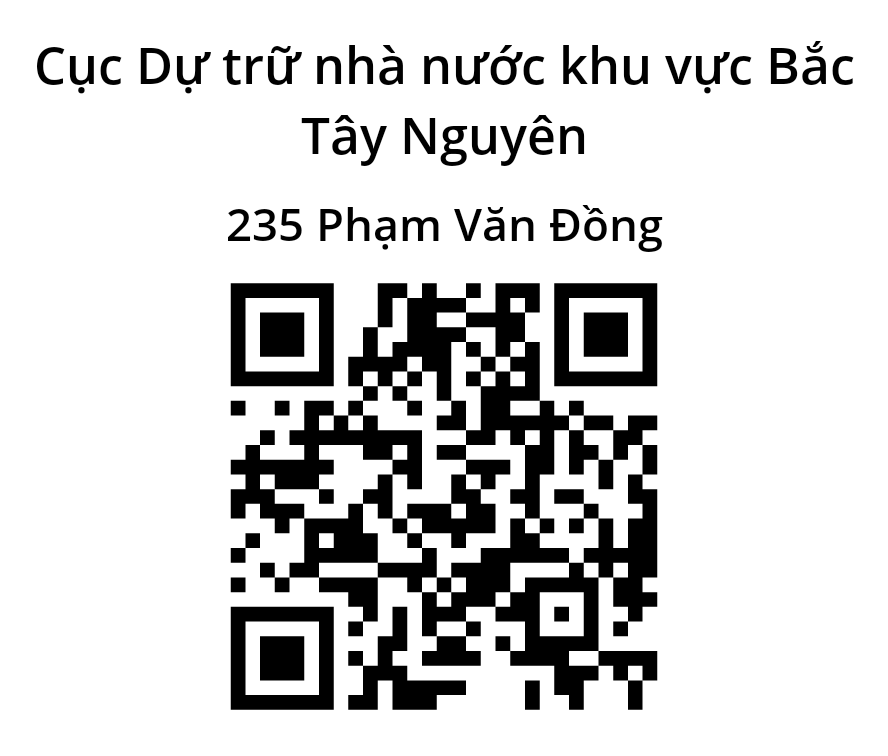 Cục Dự trữ nhà nước khu vực Bắc
Tây Nguyên
235 Phạm Văn Đồng